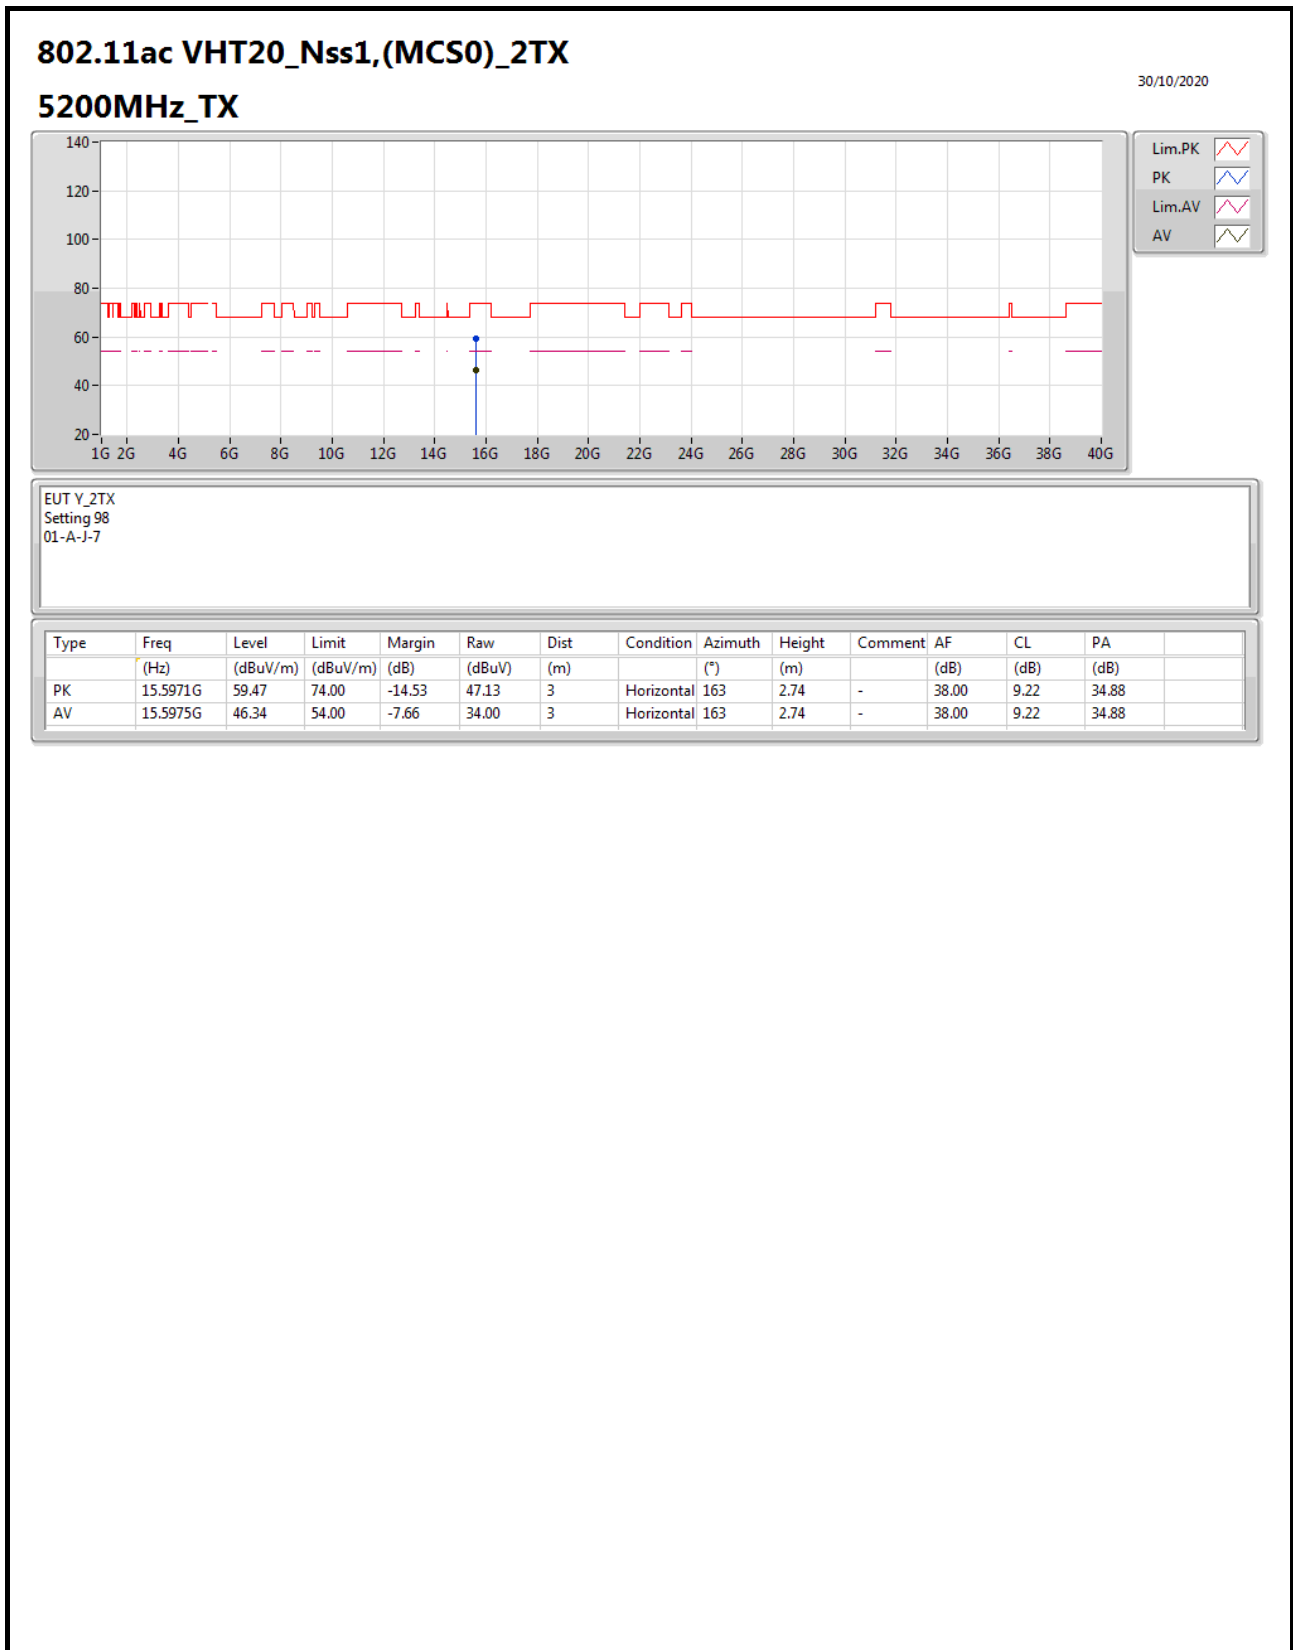 802.11ac VHT20_Nss1,(MCS0)_2TX
30/10/2020
5200MHz_TX
140
120
100
80
60
40
20
1G 2G 4G 6G 8G 10G 12G 14G 16G 18G 20G 22G 24G 26G 28G 30G 32G 34G 36G 38G 40G
Lim.PK
PK
Lim.AV
AV
EUT Y_2TX
Setting 98
01-A-J-7
Type Freq Level Limit Margin Raw Dist Condition Azimuth Height Comment AF CL PA
(Hz) (dBuV/m) (dBuV/m) (dB) (dBuV) (m) (°) (m) (dB) (dB) (dB)
PK 15.5971G 59.47 74.00 -14.53 47.13 3 Horizontal 163 2.74 - 38.00 9.22 34.88
AV 15.5975G 46.34 54.00 -7.66 34.00 3 Horizontal 163 2.74 - 38.00 9.22 34.88